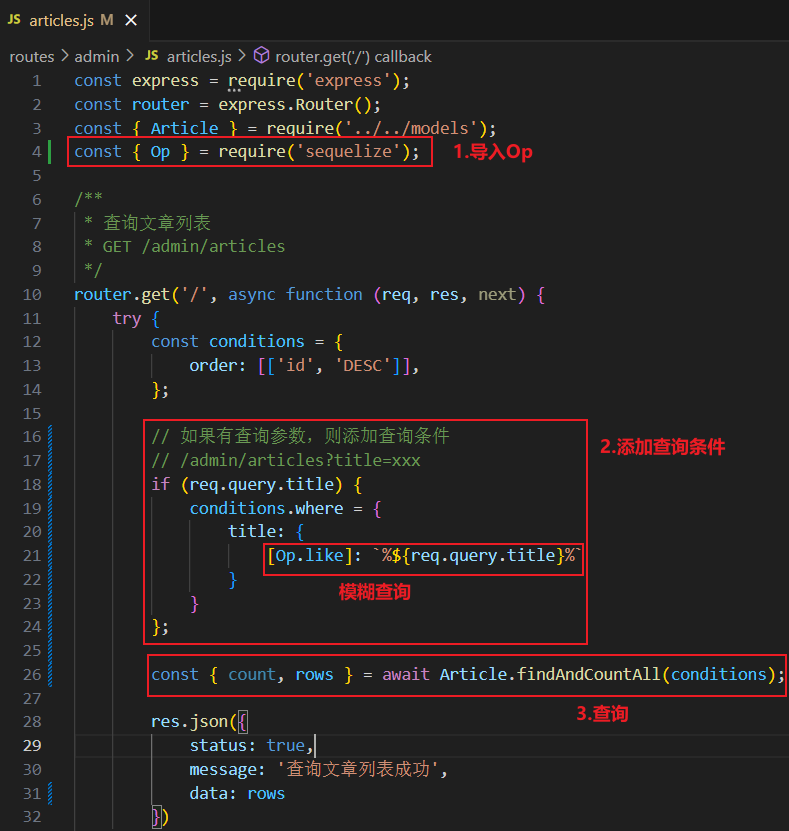 JS articles.js M ×
routes > admin > JS articles.js > router.get('/') callback
1 const express = require('express');
2 const router = express.Router();
3 const { Article } = require('../../models');
4 const { Op } = require('sequelize'); 1.导入Op
5
6 /**
7 * 查询文章列表
8 * GET /admin/articles
9 */
10 router.get('/', async function (req, res, next) {
11 try {
12 const conditions = {
13 order: [['id', 'DESC']],
14 };
15
16 // 如果有查询参数，则添加查询条件 2.添加查询条件
17 // /admin/articles?title=xxx
18 if (req.query.title) {
19 conditions.where = {
20 title: {
21 [Op.like]: `%${req.query.title}%`
22 } 模糊查询
23 }
24 };
25
26 const { count, rows } = await Article.findAndCountAll(conditions);
27 3.查询
28 res.json({
29 status: true,
30 message: '查询文章列表成功',
31 data: rows
32 })